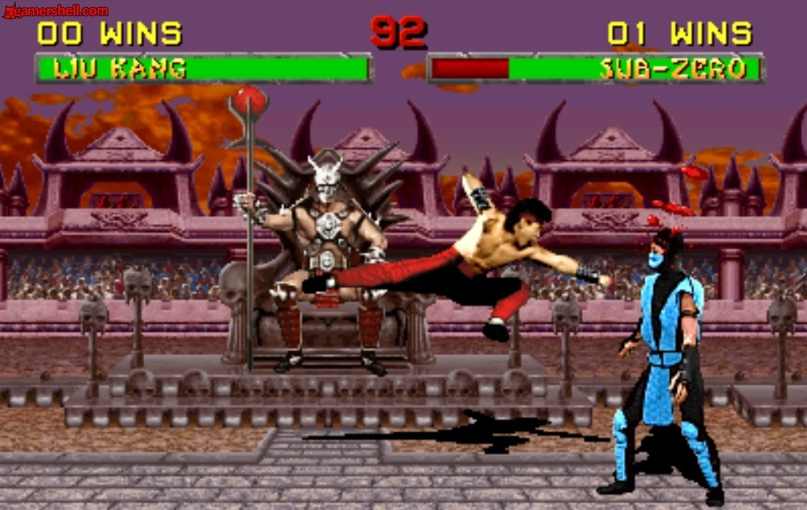 gamershell.com
00 WINS
92
01 WINS
LIU KANG
SUB-ZERO